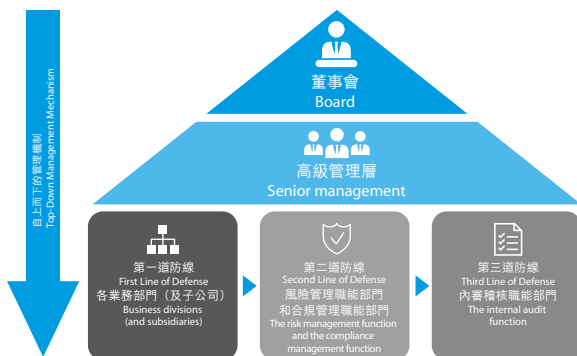 董事會
Board
高級管理層
Senior management
自上而下的管理機制
Top-Down Management Mechanism
第一道防線
First Line of Defense
各業務部門（及子公司）
Business divisions
(and subsidiaries)
第二道防線
Second Line of Defense
風險管理職能部門
和合規管理職能部門
The risk management function
and the compliance
management function
第三道防線
Third Line of Defense
內審稽核職能部門
The internal audit
function